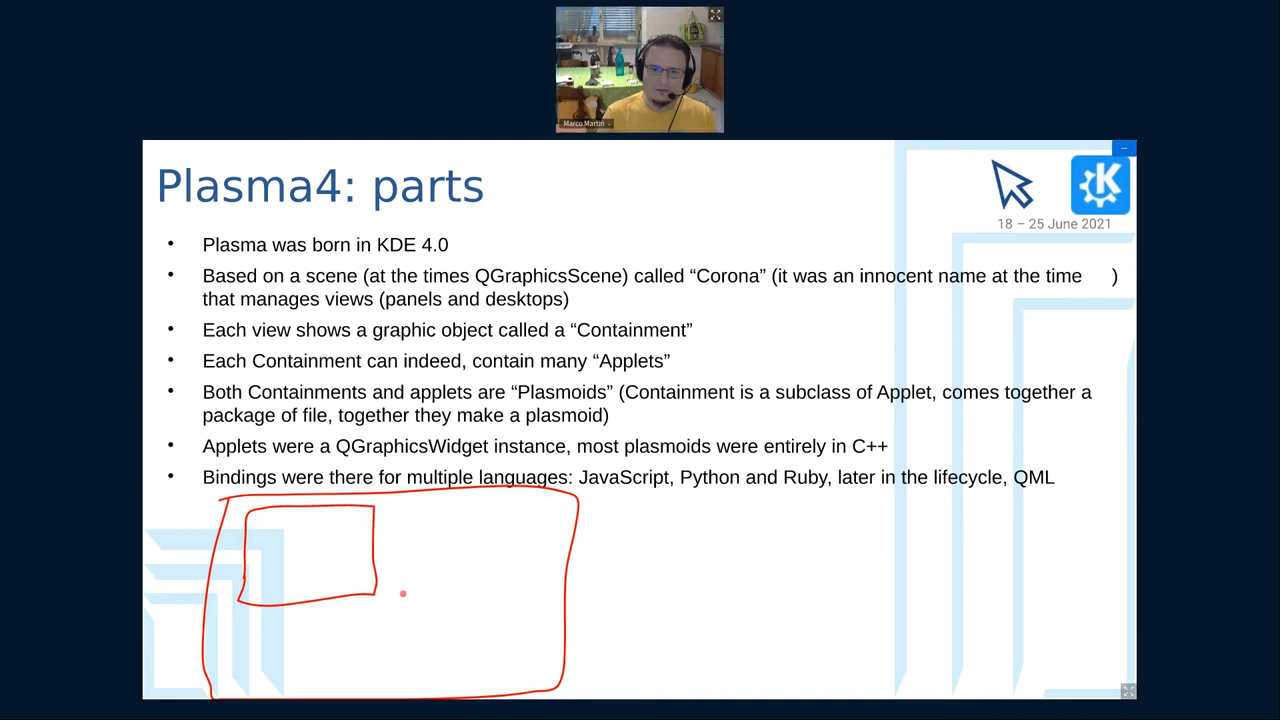 Marco Martin
Plasma4: parts
K
18 – 25 June 2021
• Plasma was born in KDE 4.0
• Based on a scene (at the times QGraphicsScene) called “Corona” (it was an innocent name at the time )
that manages views (panels and desktops)
• Each view shows a graphic object called a “Containment”
• Each Containment can indeed, contain many “Applets”
• Both Containments and applets are “Plasmoids” (Containment is a subclass of Applet, comes together a
package of file, together they make a plasmoid)
• Applets were a QGraphicsWidget instance, most plasmoids were entirely in C++
• Bindings were there for multiple languages: JavaScript, Python and Ruby, later in the lifecycle, QML